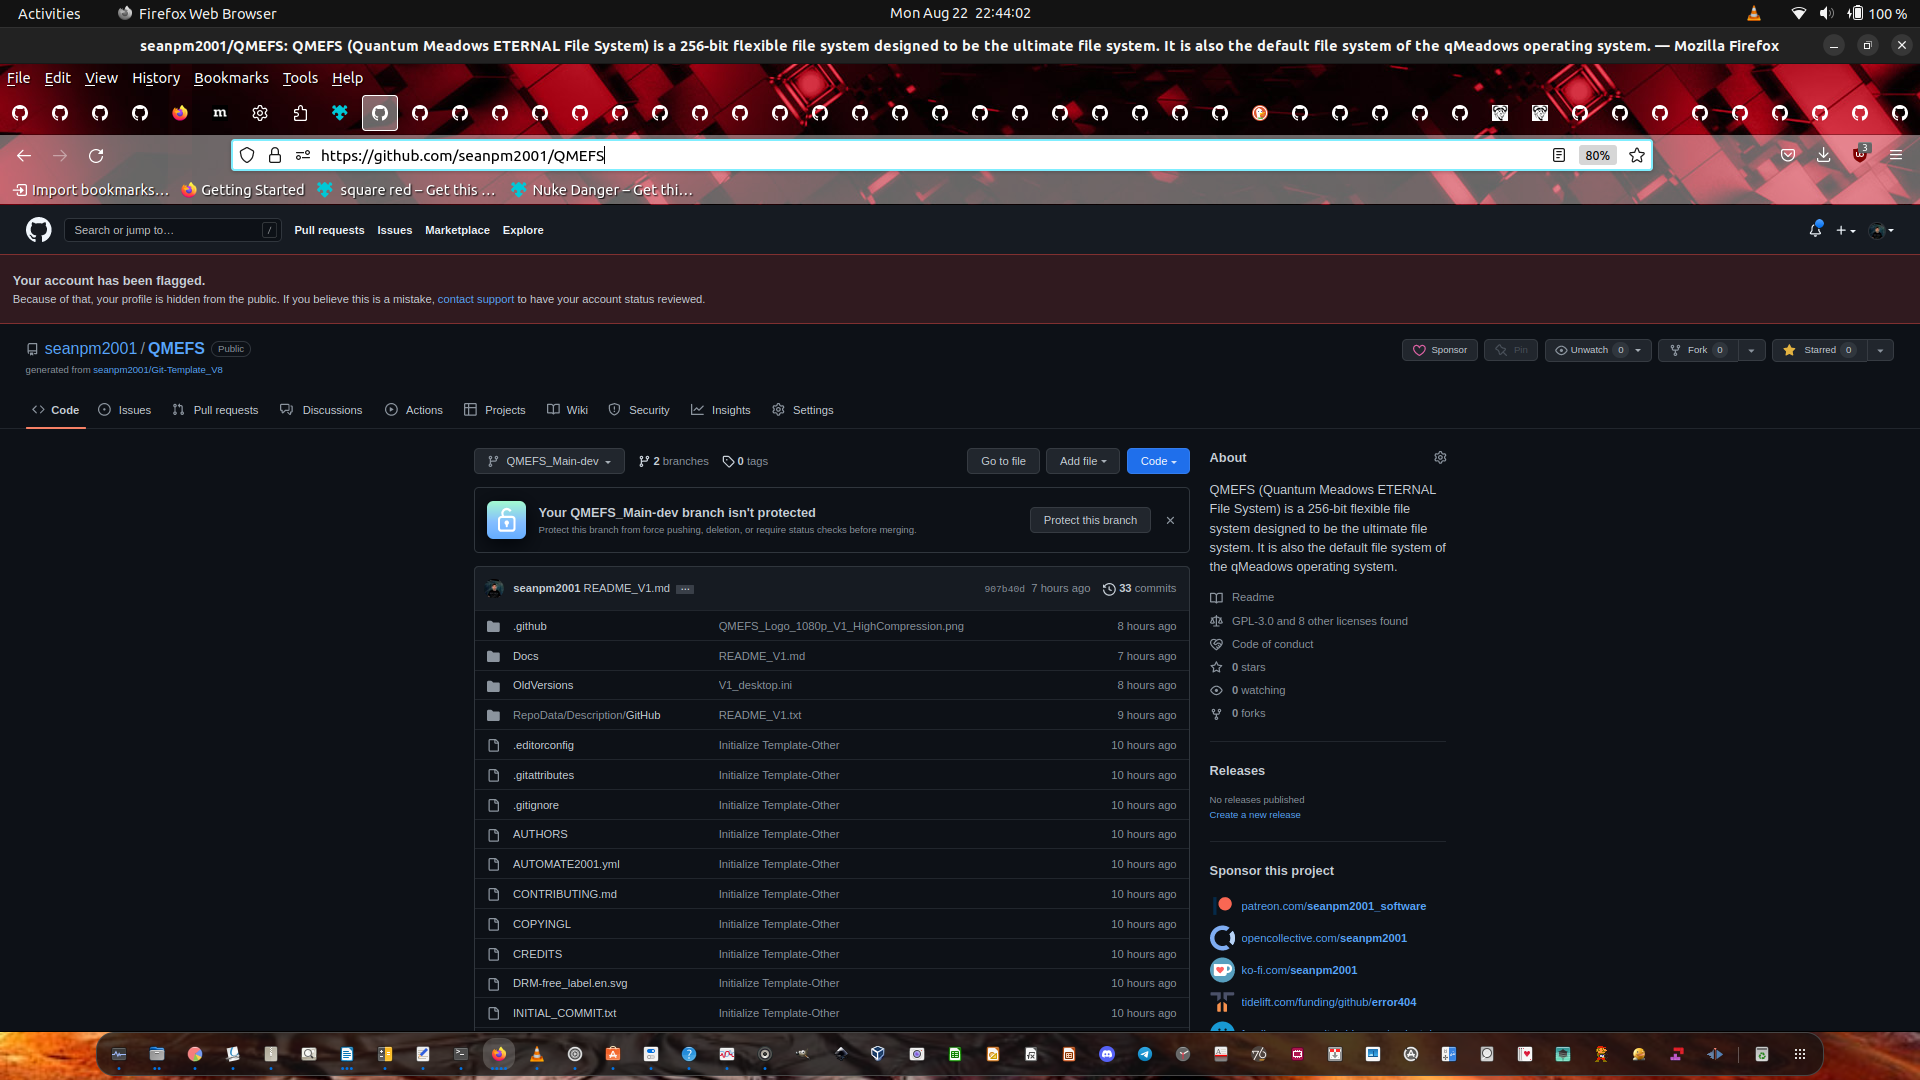 Activities Firefox Web Browser Mon Aug 22 22:44:02 100 %
seanpm2001/QMEFS: QMEFS (Quantum Meadows ETERNAL File System) is a 256-bit flexible file system designed to be the ultimate file system. It is also the default file system of the qMeadows operating system. — Mozilla Firefox
File Edit View History Bookmarks Tools Help
https://github.com/seanpm2001/QMEFS 80% 3
Import bookmarks... Getting Started square red – Get this ... Nuke Danger – Get thi...
Search or jump to... / Pull requests Issues Marketplace Explore
Your account has been flagged.
Because of that, your profile is hidden from the public. If you believe this is a mistake, contact support to have your account status reviewed.
seanpm2001 / QMEFS Public Sponsor Pin Unwatch 0 Fork 0 Starred 0
generated from seanpm2001/Git-Template_V8
Code Issues Pull requests Discussions Actions Projects Wiki Security Insights Settings
QMEFS_Main-dev 2 branches 0 tags Go to file Add file Code
Your QMEFS_Main-dev branch isn't protected
Protect this branch from force pushing, deletion, or require status checks before merging.
Protect this branch
seanpm2001 README_V1.md ... 907b40d 7 hours ago 33 commits
.github QMEFS_Logo_1080p_V1_HighCompression.png 8 hours ago
Docs README_V1.md 7 hours ago
OldVersions V1_desktop.ini 8 hours ago
RepoData/Description/GitHub README_V1.txt 9 hours ago
.editorconfig Initialize Template-Other 10 hours ago
.gitattributes Initialize Template-Other 10 hours ago
.gitignore Initialize Template-Other 10 hours ago
AUTHORS Initialize Template-Other 10 hours ago
AUTOMATE2001.yml Initialize Template-Other 10 hours ago
CONTRIBUTING.md Initialize Template-Other 10 hours ago
COPYINGL Initialize Template-Other 10 hours ago
CREDITS Initialize Template-Other 10 hours ago
DRM-free_label.en.svg Initialize Template-Other 10 hours ago
INITIAL_COMMIT.txt Initialize Template-Other 10 hours ago
About
QMEFS (Quantum Meadows ETERNAL
File System) is a 256-bit flexible file
system designed to be the ultimate file
system. It is also the default file system of
the qMeadows operating system.
Readme
GPL-3.0 and 8 other licenses found
Code of conduct
0 stars
0 watching
0 forks
Releases
No releases published
Create a new release
Sponsor this project
patreon.com/seanpm2001_software
opencollective.com/seanpm2001
ko-fi.com/seanpm2001
tidelift.com/funding/github/error404